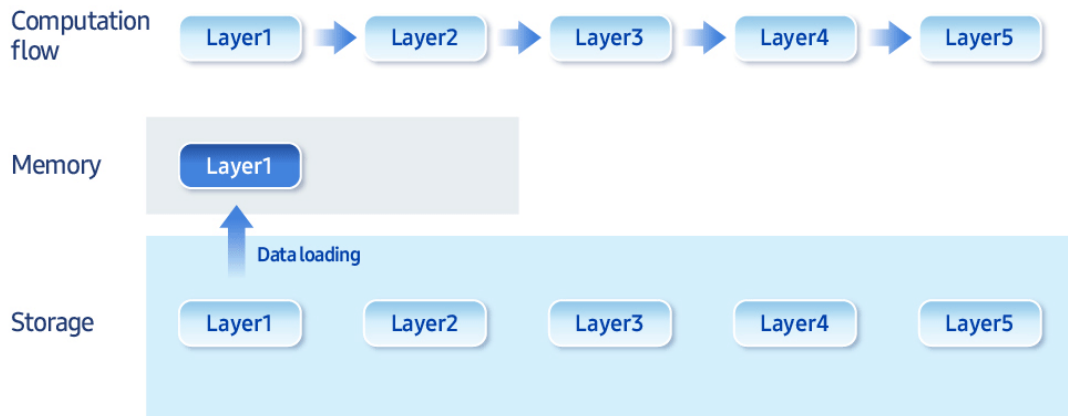 Computation
flow
Layer1
Layer2
Layer3
Layer4
Layer5
Memory
Layer1
Data loading
Storage
Layer1
Layer2
Layer3
Layer4
Layer5